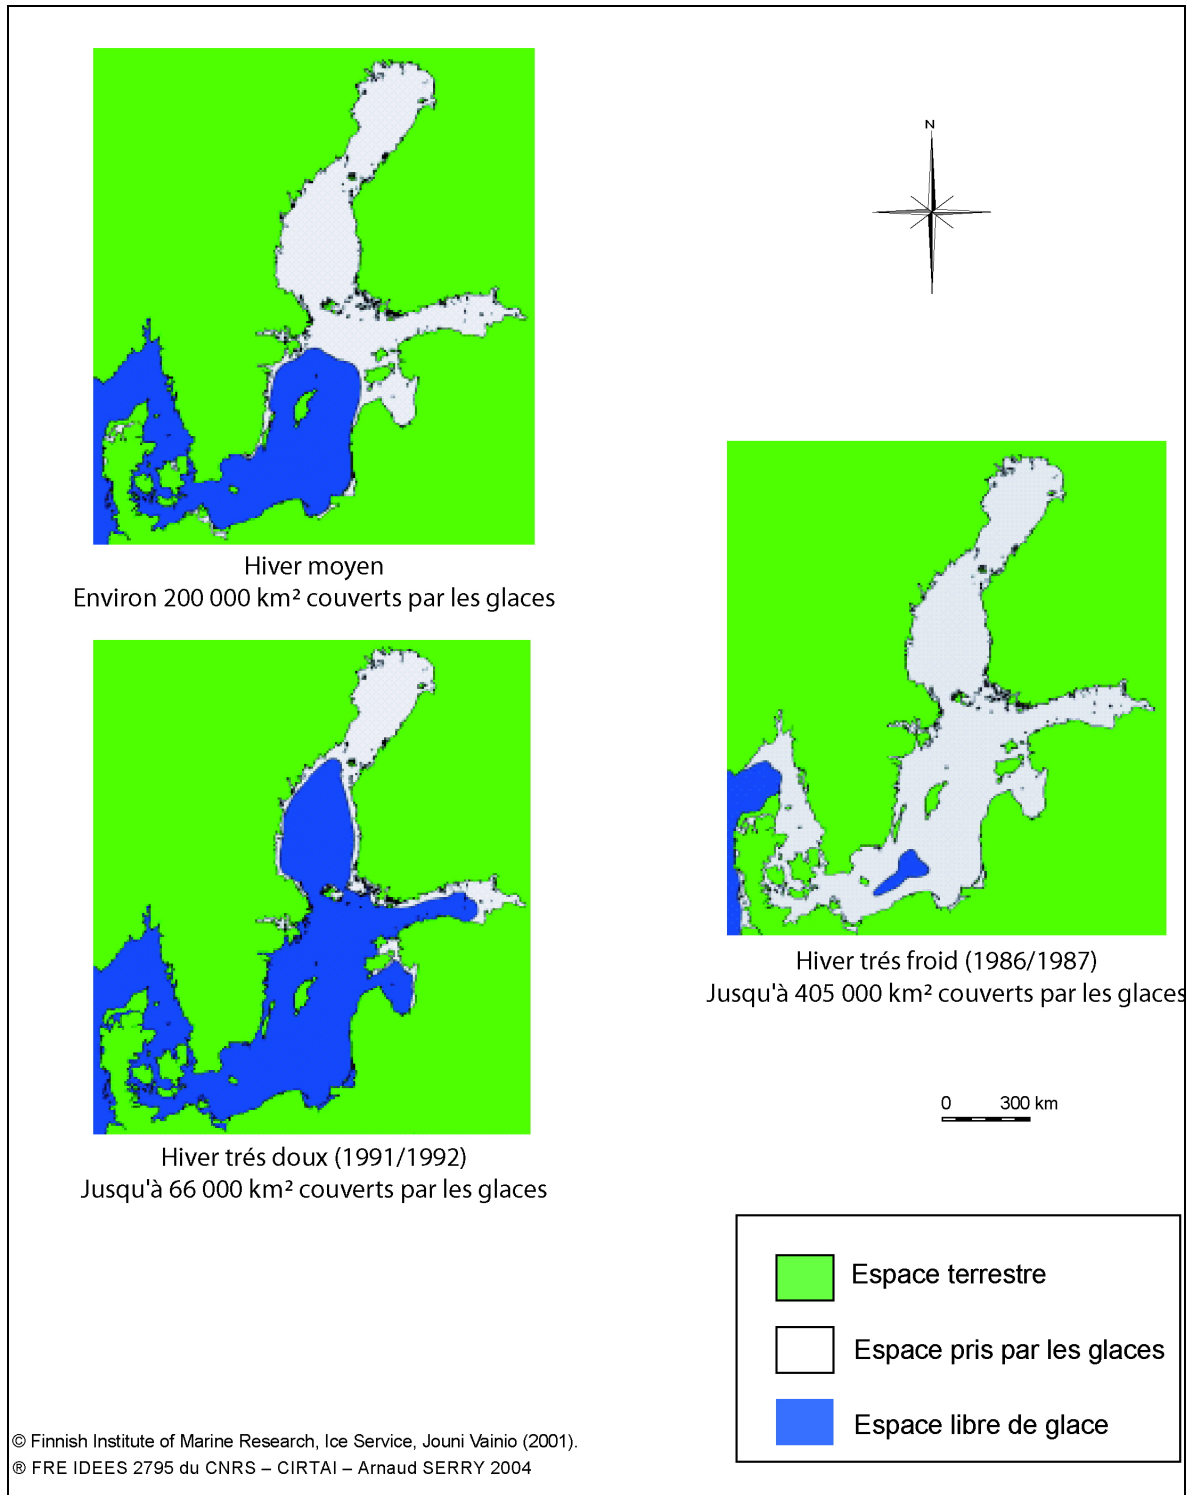 N
Hiver moyen
Environ 200 000 km² couverts par les glaces
Hiver trés froid (1986/1987)
Jusqu'à 405 000 km² couverts par les glaces
0 300 km
Hiver trés doux (1991/1992)
Jusqu'à 66 000 km² couverts par les glaces
Espace terrestre
Espace pris par les glaces
Espace libre de glace
© Finnish Institute of Marine Research, Ice Service, Jouni Vainio (2001).
® FRE IDEES 2795 du CNRS – CIRTAI – Arnaud SERRY 2004